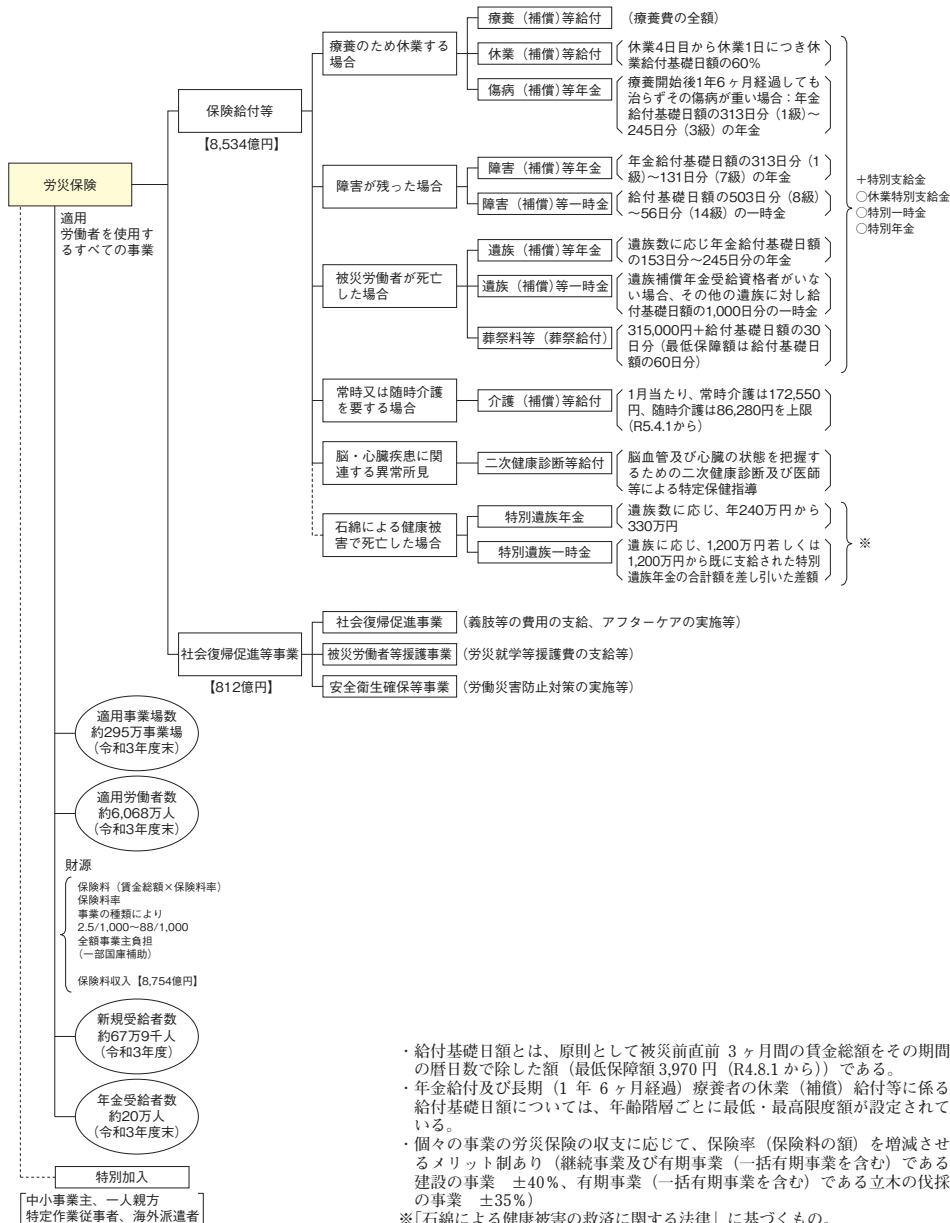 労災保険
適用
労働者を使用す
るすべての事業
保険給付等
【8,534億円】
療養のため休業する
場合
療養（補償）等給付
（療養費の全額）
休業（補償）等給付
休業4日目から休業1日につき休
業給付基礎日額の60%
傷病（補償）等年金
療養開始後1年6ヶ月経過しても
治らずその傷病が重い場合：年金
給付基礎日額の313日分（1級）～
245日分（3級）の年金
障害が残った場合
障害（補償）等年金
年金給付基礎日額の313日分（1
級）～131日分（7級）の年金
障害（補償）等一時金
給付基礎日額の503日分（8級）
～56日分（14級）の一時金
被災労働者が死亡
した場合
遺族（補償）等年金
遺族数に応じ年金給付基礎日額
の153日分～245日分の年金
遺族（補償）等一時金
遺族補償年金受給資格者がいな
い場合、その他の遺族に対し給
付基礎日額の1,000日分の一時金
葬祭料等（葬祭給付）
315,000円＋給付基礎日額の30
日分（最低保障額は給付基礎日
額の60日分）
＋特別支給金
○休業特別支給金
○特別一時金
○特別年金
常時又は随時介護
を要する場合
介護（補償）等給付
1月当たり、常時介護は172,550
円、随時介護は86,280円を上限
（R5.4.1から）
脳・心臓疾患に関
連する異常所見
二次健康診断等給付
脳血管及び心臓の状態を把握す
るための二次健康診断及び医師
等による特定保健指導
石綿による健康被
害で死亡した場合
特別遺族年金
遺族数に応じ、年240万円から
330万円
特別遺族一時金
遺族に応じ、1,200万円若しくは
1,200万円から既に支給された特別
遺族年金の合計額を差し引いた差額
※
社会復帰促進等事業
【812億円】
社会復帰促進事業
（義肢等の費用の支給、アフターケアの実施等）
被災労働者等援護事業
（労災就学等援護費の支給等）
安全衛生確保等事業
（労働災害防止対策の実施等）
適用事業場数
約295万事業場
（令和3年度末）
適用労働者数
約6,068万人
（令和3年度末）
財源
保険料（賃金総額×保険料率）
保険料率
事業の種類により
2.5/1,000～88/1,000
全額事業主負担
（一部国庫補助）
保険料収入【8,754億円】
新規受給者数
約67万9千人
（令和3年度）
年金受給者数
約20万人
（令和3年度末）
特別加入
中小事業主、一人親方
特定作業従事者、海外派遣者
・給付基礎日額とは、原則として被災前直前 3 ヶ月間の賃金総額をその期間
の暦日数で除した額（最低保障額 3,970 円（R4.8.1 から））である。
・年金給付及び長期（1 年 6 ヶ月経過）療養者の休業（補償）給付等に係る
給付基礎日額については、年齢階層ごとに最低・最高限度額が設定されて
いる。
・個々の事業の労災保険の収支に応じて、保険率（保険料の額）を増減させ
るメリット制あり（継続事業及び有期事業（一括有期事業を含む）である
建設の事業　±40％、有期事業（一括有期事業を含む）である立木の伐採
の事業　±35％）
※「石綿による健康被害の救済に関する法律」に基づくもの。